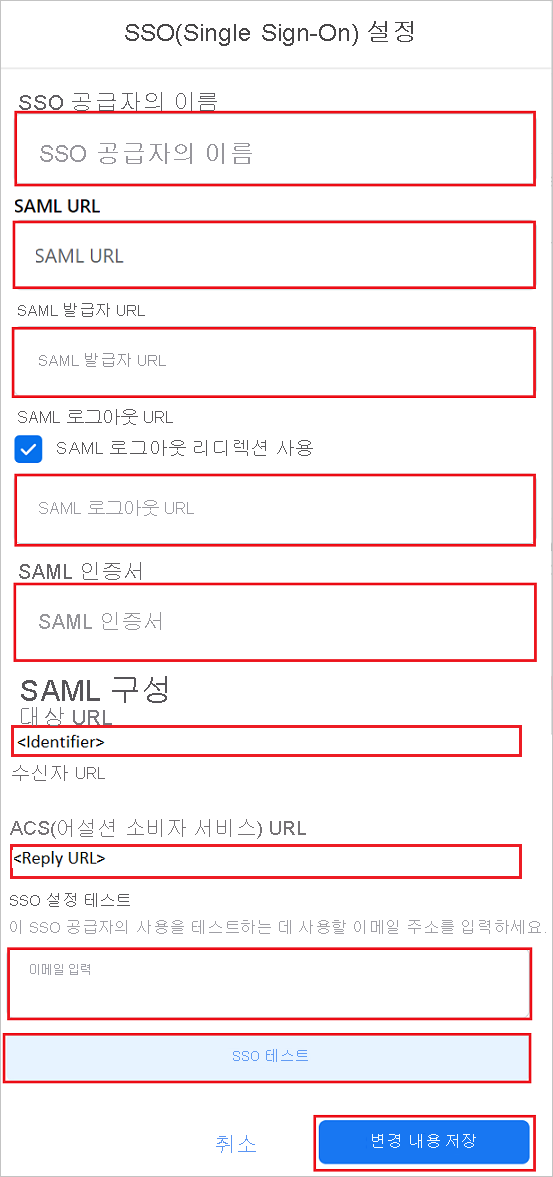 SSO(Single Sign-On) 설정
SSO 공급자의 이름
SSO 공급자의 이름
SAML URL
SAML URL
SAML 발급자 URL
SAML 발급자 URL
SAML 로그아웃 URL
SAML 로그아웃 리디렉션 사용
SAML 로그아웃 URL
SAML 인증서
SAML 인증서
SAML 구성
대상 URL
<Identifier>
수신자 URL
ACS(어설션 소비자 서비스) URL
<Reply URL>
SSO 설정 테스트
이 SSO 공급자의 사용을 테스트하는 데 사용할 이메일 주소를 입력하세요.
이메일 입력
SSO 테스트
취소
변경 내용 저장